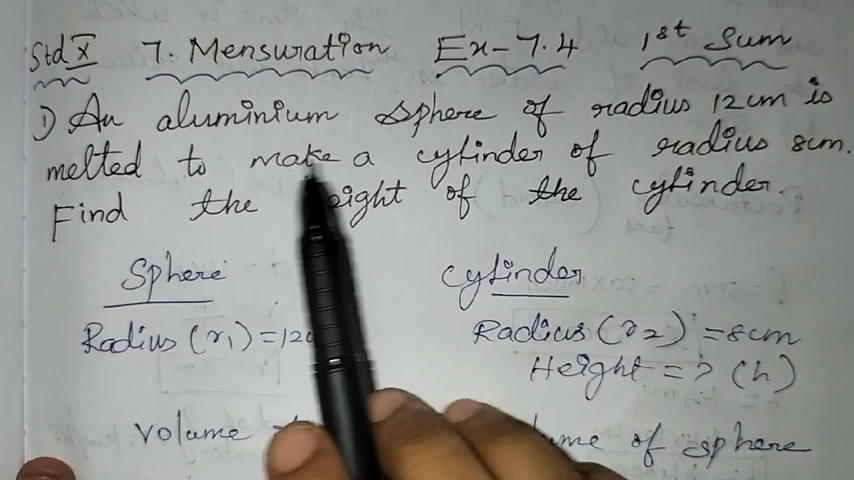 Std X 7. Mensuration Ex-7.4 1st Sum
1) An aluminium sphere of radius 12cm is
melted to make a cylinder of radius 8cm.
Find the eight of the cylinder.
Sphere Cylinder
Radius (r1) = 12c Radius (r2) = 8cm
Height = ? (h)
Volume of sphere